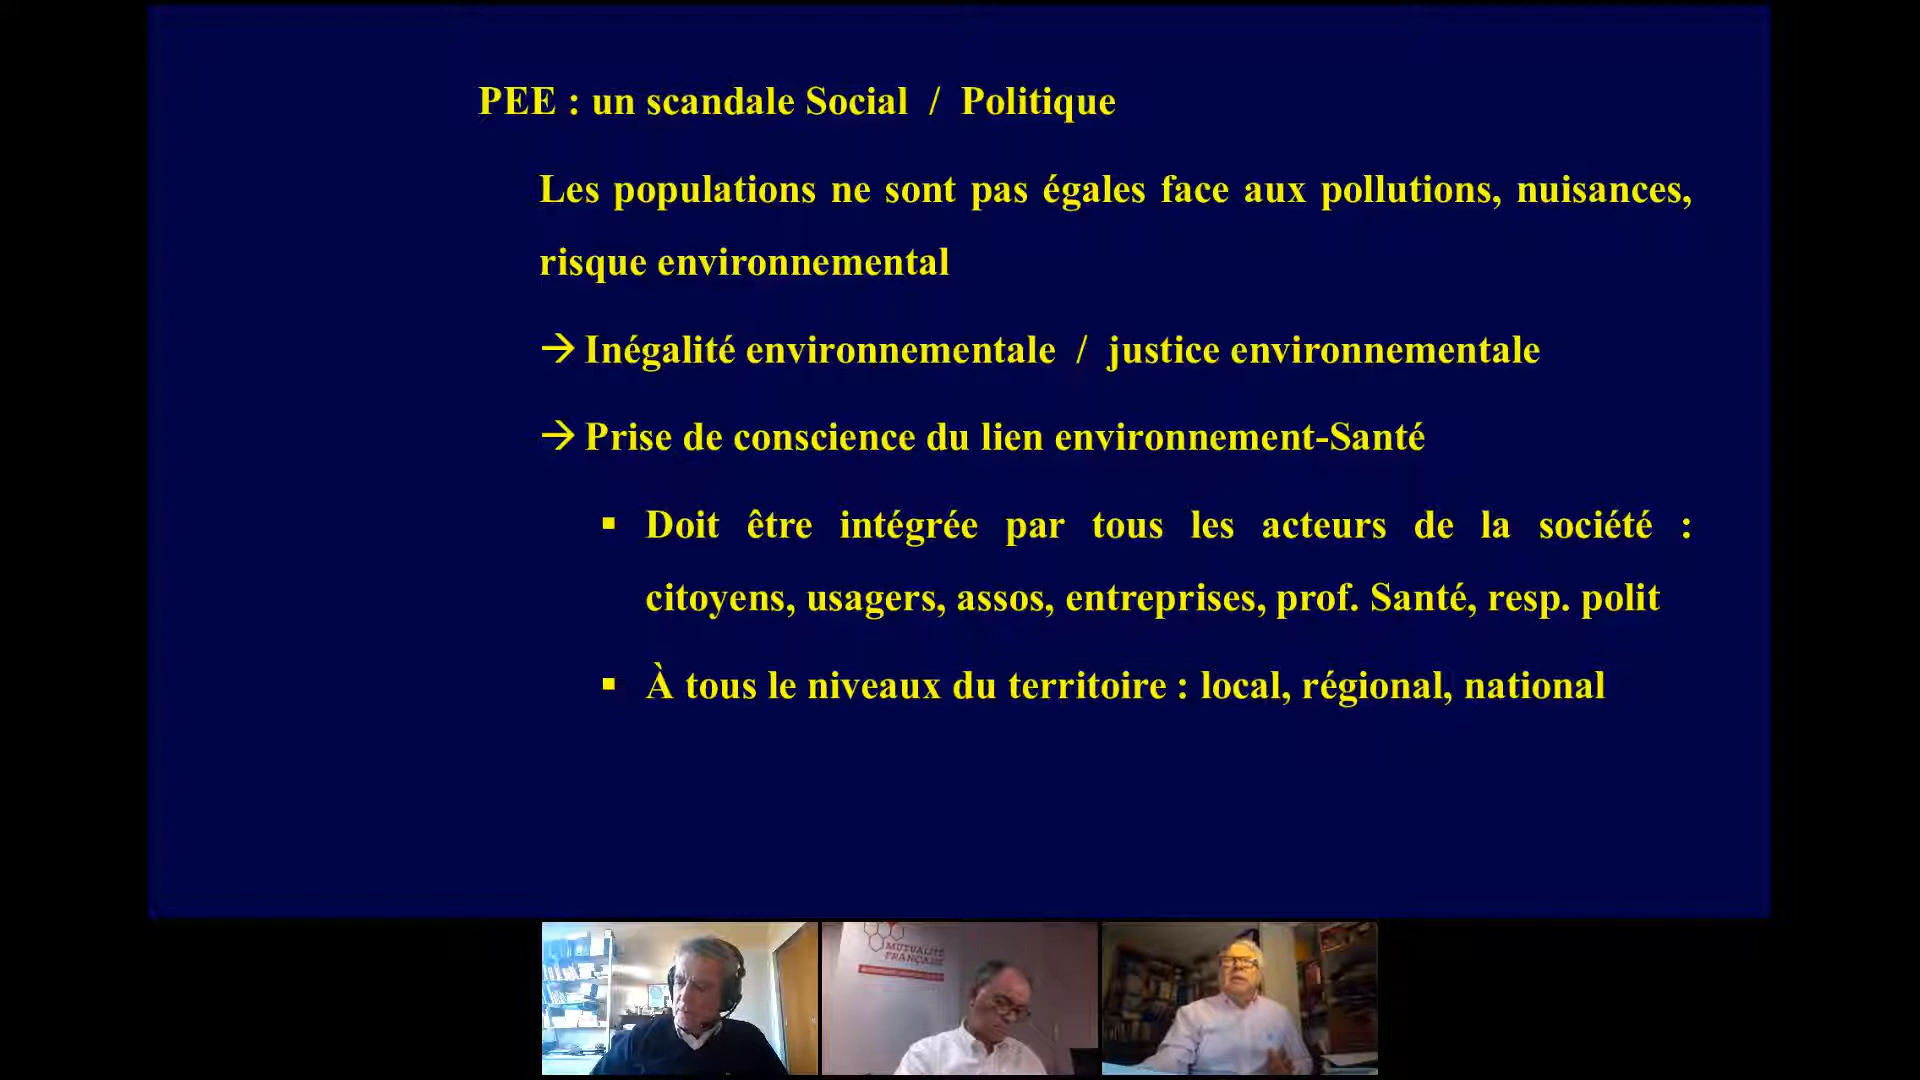 PEE : un scandale Social / Politique
Les populations ne sont pas égales face aux pollutions, nuisances,
risque environnemental
→ Inégalité environnementale / justice environnementale
→ Prise de conscience du lien environnement-Santé
▪ Doit être intégrée par tous les acteurs de la société :
citoyens, usagers, assos, entreprises, prof. Santé, resp. polit
▪ À tous le niveaux du territoire : local, régional, national
MUTUALITÉ
FRANÇAISE